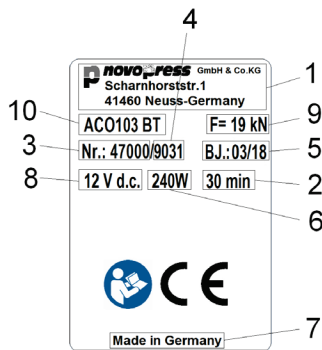 4
novopress GmbH & Co.KG
Scharnhorststr.1
41460 Neuss-Germany
1
10
ACO103 BT
F= 19 kN
9
3
Nr.: 47000/9031
BJ.:03/18
5
8
12 V d.c.
240W
30 min
2
6
CE
Made in Germany
7